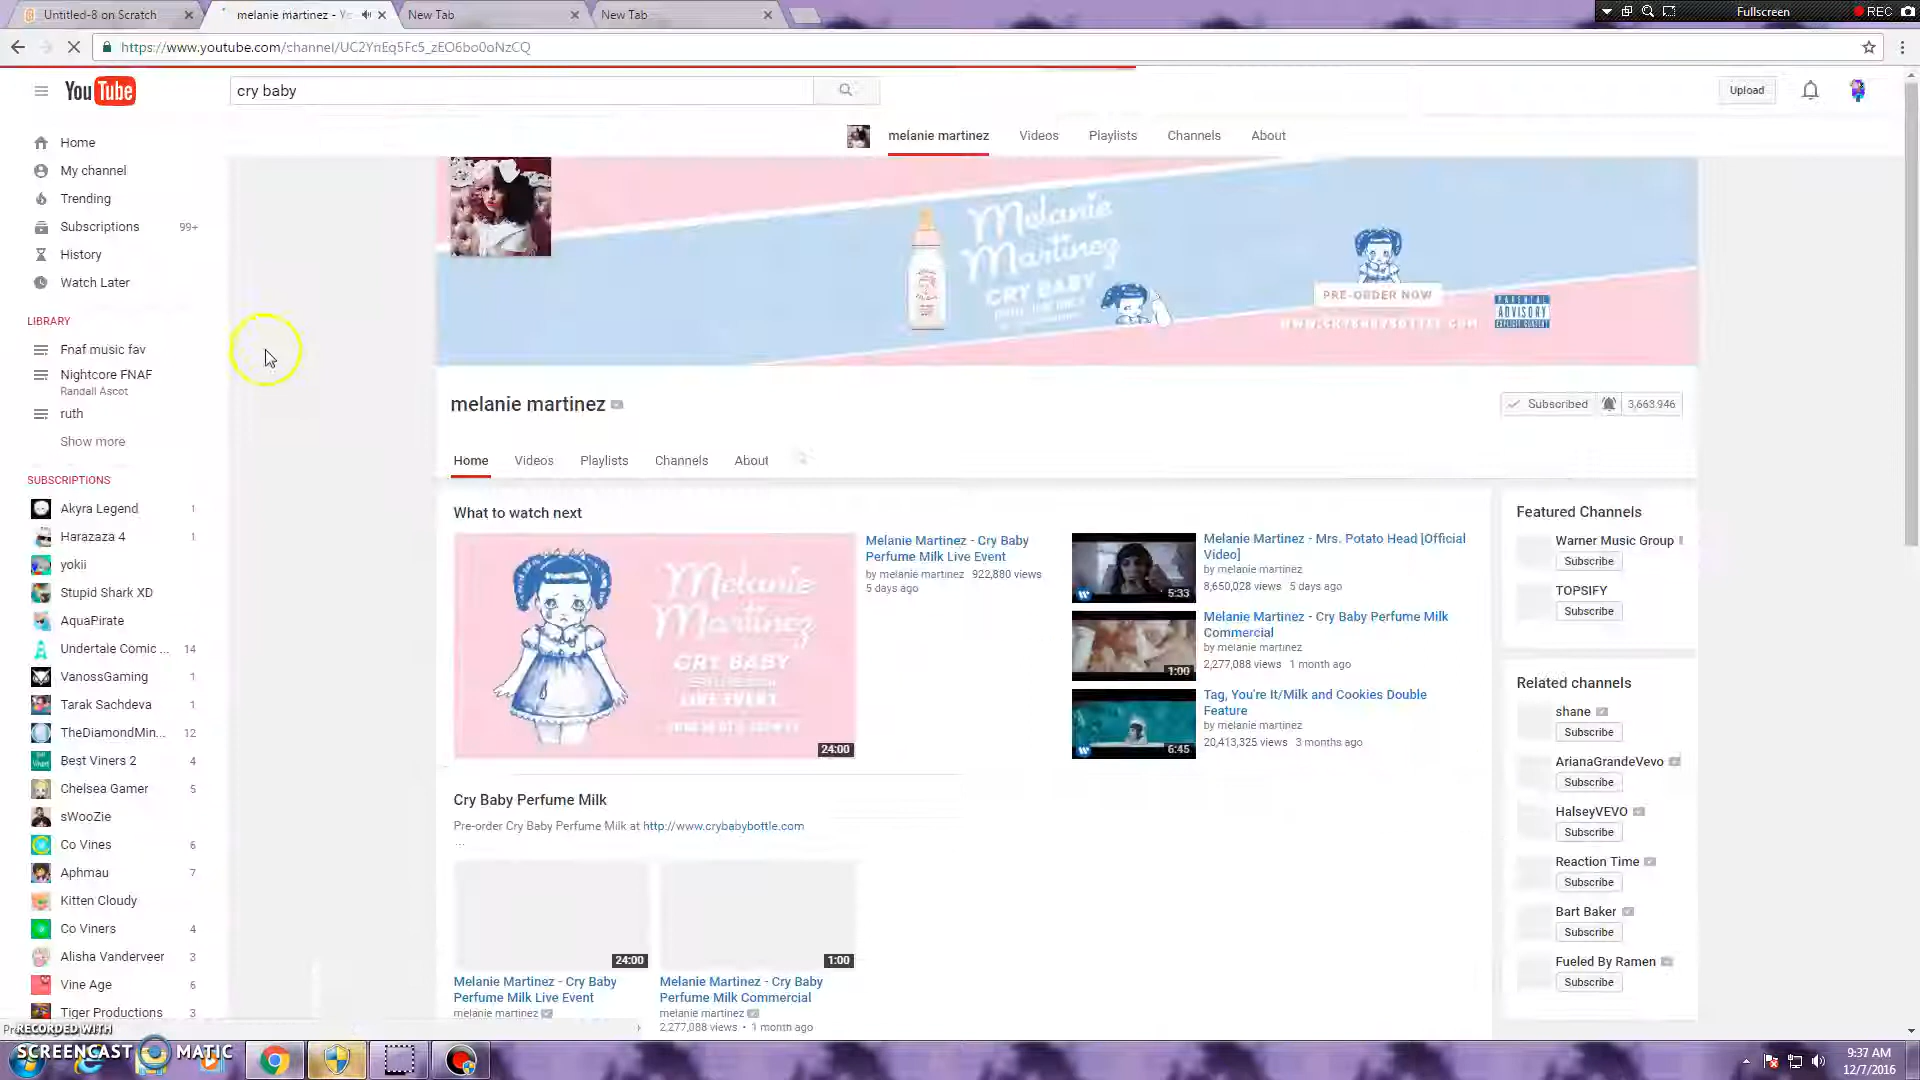 Untitled-8 on Scratch
melanie martinez - Yo
New Tab
New Tab
Fullscreen
REC
https://www.youtube.com/channel/UC2YnEq5Fc5_zEO6bo0oNzCQ
YouTube
cry baby
Upload
melanie martinez
Videos
Playlists
Channels
About
Home
My channel
Trending
Subscriptions 99+
History
Watch Later
LIBRARY
Fnaf music fav
Nightcore FNAF
Randall Ascot
ruth
Show more
SUBSCRIPTIONS
Akyra Legend 1
Harazaza 4 1
yokii
Stupid Shark XD
AquaPirate
Undertale Comic ... 14
VanossGaming 1
Tarak Sachdeva 1
TheDiamondMin... 12
Best Viners 2 4
Chelsea Gamer 5
sWooZie
Co Vines 6
Aphmau 7
Kitten Cloudy
Co Viners 4
Alisha Vanderveer 3
Vine Age 6
Tiger Productions 3
Melanie
Martinez
CRY BABY
PRE-ORDER NOW
WWW.CRYBABYBOTTLE.COM
PARENTAL
ADVISORY
melanie martinez
Subscribed 3,663,946
Home
Videos
Playlists
Channels
About
What to watch next
Melanie
Martinez
CRY BABY
LIVE EVENT
24:00
Melanie Martinez - Cry Baby
Perfume Milk Live Event
by melanie martinez 922,880 views
5 days ago
5:33
Melanie Martinez - Mrs. Potato Head [Official
Video]
by melanie martinez
8,650,028 views 5 days ago
1:00
Melanie Martinez - Cry Baby Perfume Milk
Commercial
by melanie martinez
2,277,088 views 1 month ago
6:45
Tag, You're It/Milk and Cookies Double
Feature
by melanie martinez
20,413,325 views 3 months ago
Cry Baby Perfume Milk
Pre-order Cry Baby Perfume Milk at http://www.crybabybottle.com
...
24:00
Melanie Martinez - Cry Baby
Perfume Milk Live Event
melanie martinez
1:00
Melanie Martinez - Cry Baby
Perfume Milk Commercial
melanie martinez
2,277,088 views • 1 month ago
Featured Channels
Warner Music Group
Subscribe
TOPSIFY
Subscribe
Related channels
shane
Subscribe
ArianaGrandeVevo
Subscribe
HalseyVEVO
Subscribe
Reaction Time
Subscribe
Bart Baker
Subscribe
Fueled By Ramen
Subscribe
RECORDED WITH
SCREENCAST MATIC
9:37 AM
12/7/2016